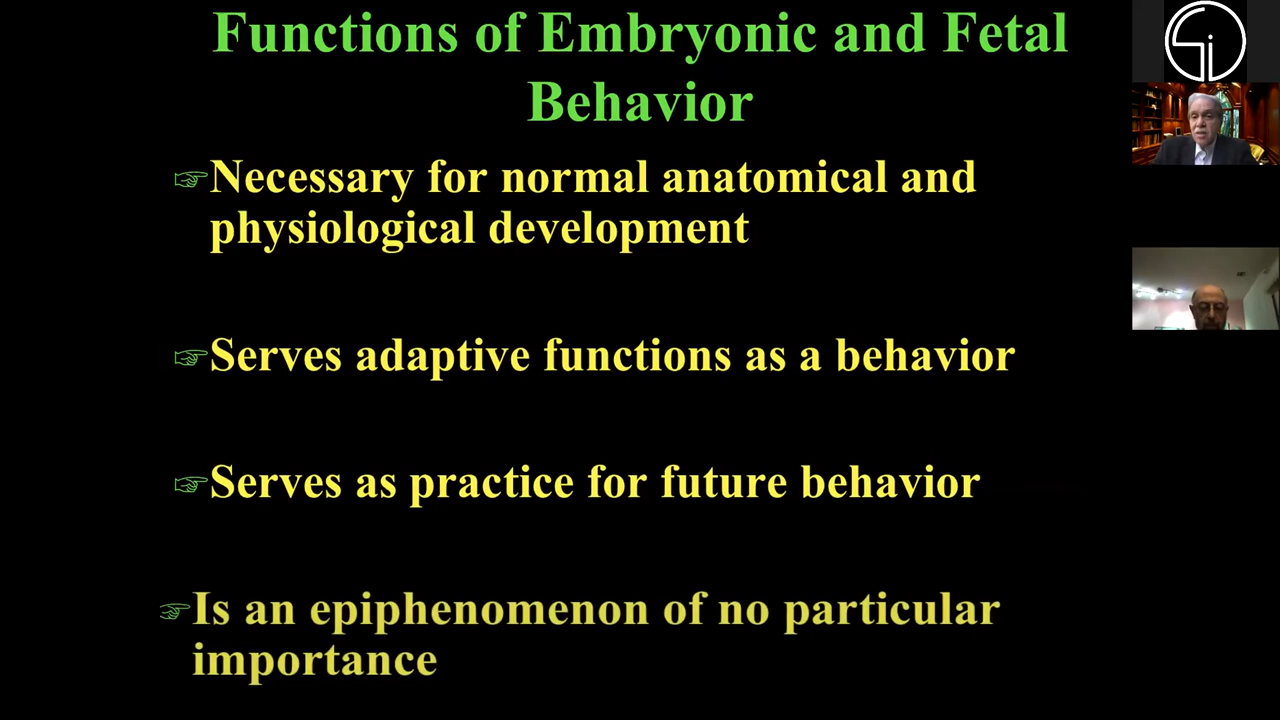 Functions of Embryonic and Fetal
Behavior
Necessary for normal anatomical and
physiological development
Serves adaptive functions as a behavior
Serves as practice for future behavior
Is an epiphenomenon of no particular
importance